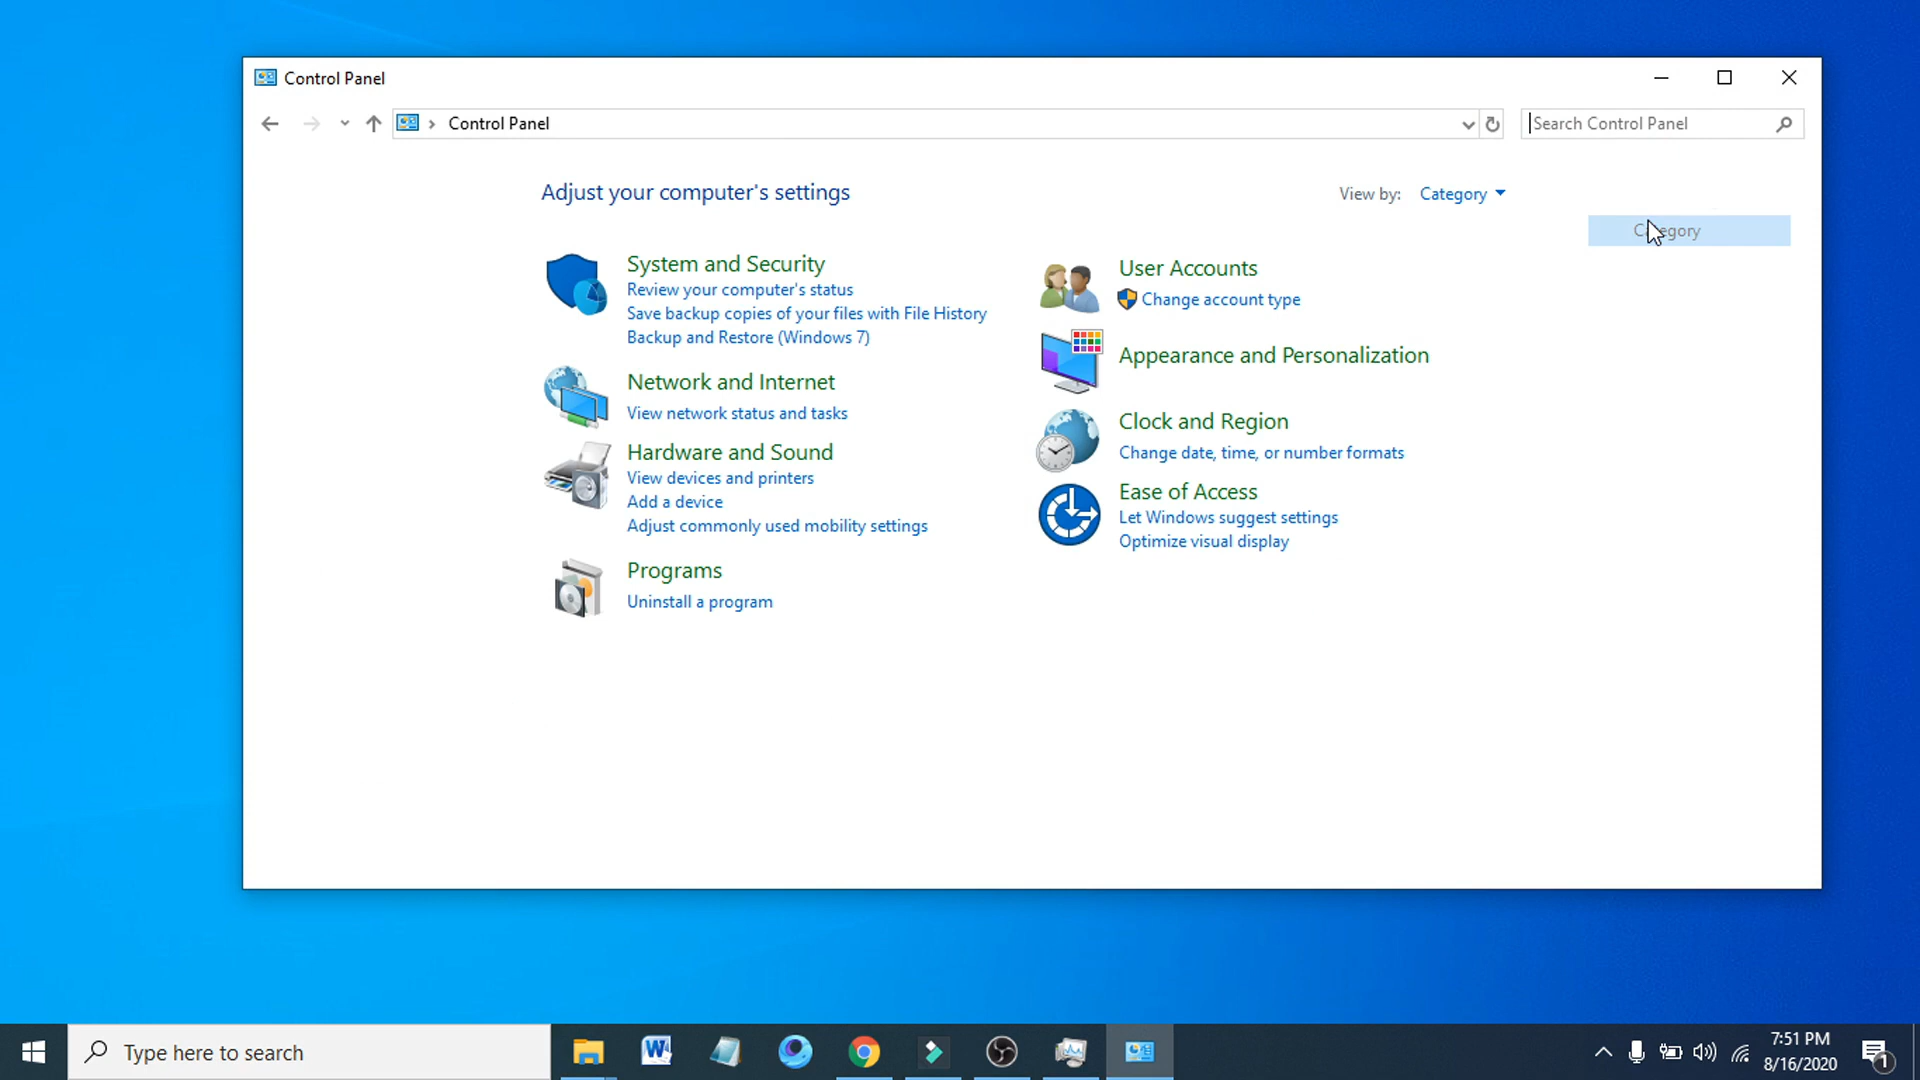 Control Panel
Control Panel
Search Control Panel
Adjust your computer's settings
View by: Category
Category
System and Security
Review your computer's status
Save backup copies of your files with File History
Backup and Restore (Windows 7)
Network and Internet
View network status and tasks
Hardware and Sound
View devices and printers
Add a device
Adjust commonly used mobility settings
Programs
Uninstall a program
User Accounts
Change account type
Appearance and Personalization
Clock and Region
Change date, time, or number formats
Ease of Access
Let Windows suggest settings
Optimize visual display
Type here to search
W
7:51 PM
8/16/2020
1